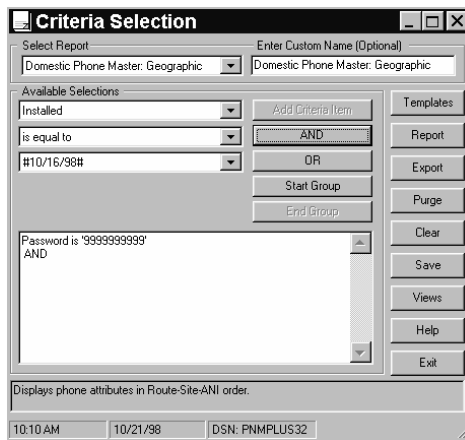 Criteria Selection
Select Report
Enter Custom Name (Optional)
Domestic Phone Master: Geographic
Domestic Phone Master: Geographic
Available Selections
Installed
Add Criteria Item
Templates
is equal to
AND
Report
#10/16/98#
OR
Export
Start Group
Purge
End Group
Clear
Password is '9999999999'
AND
Save
Views
Help
Exit
Displays phone attributes in Route-Site-ANI order.
10:10 AM
10/21/98
DSN: PNMPLUS32